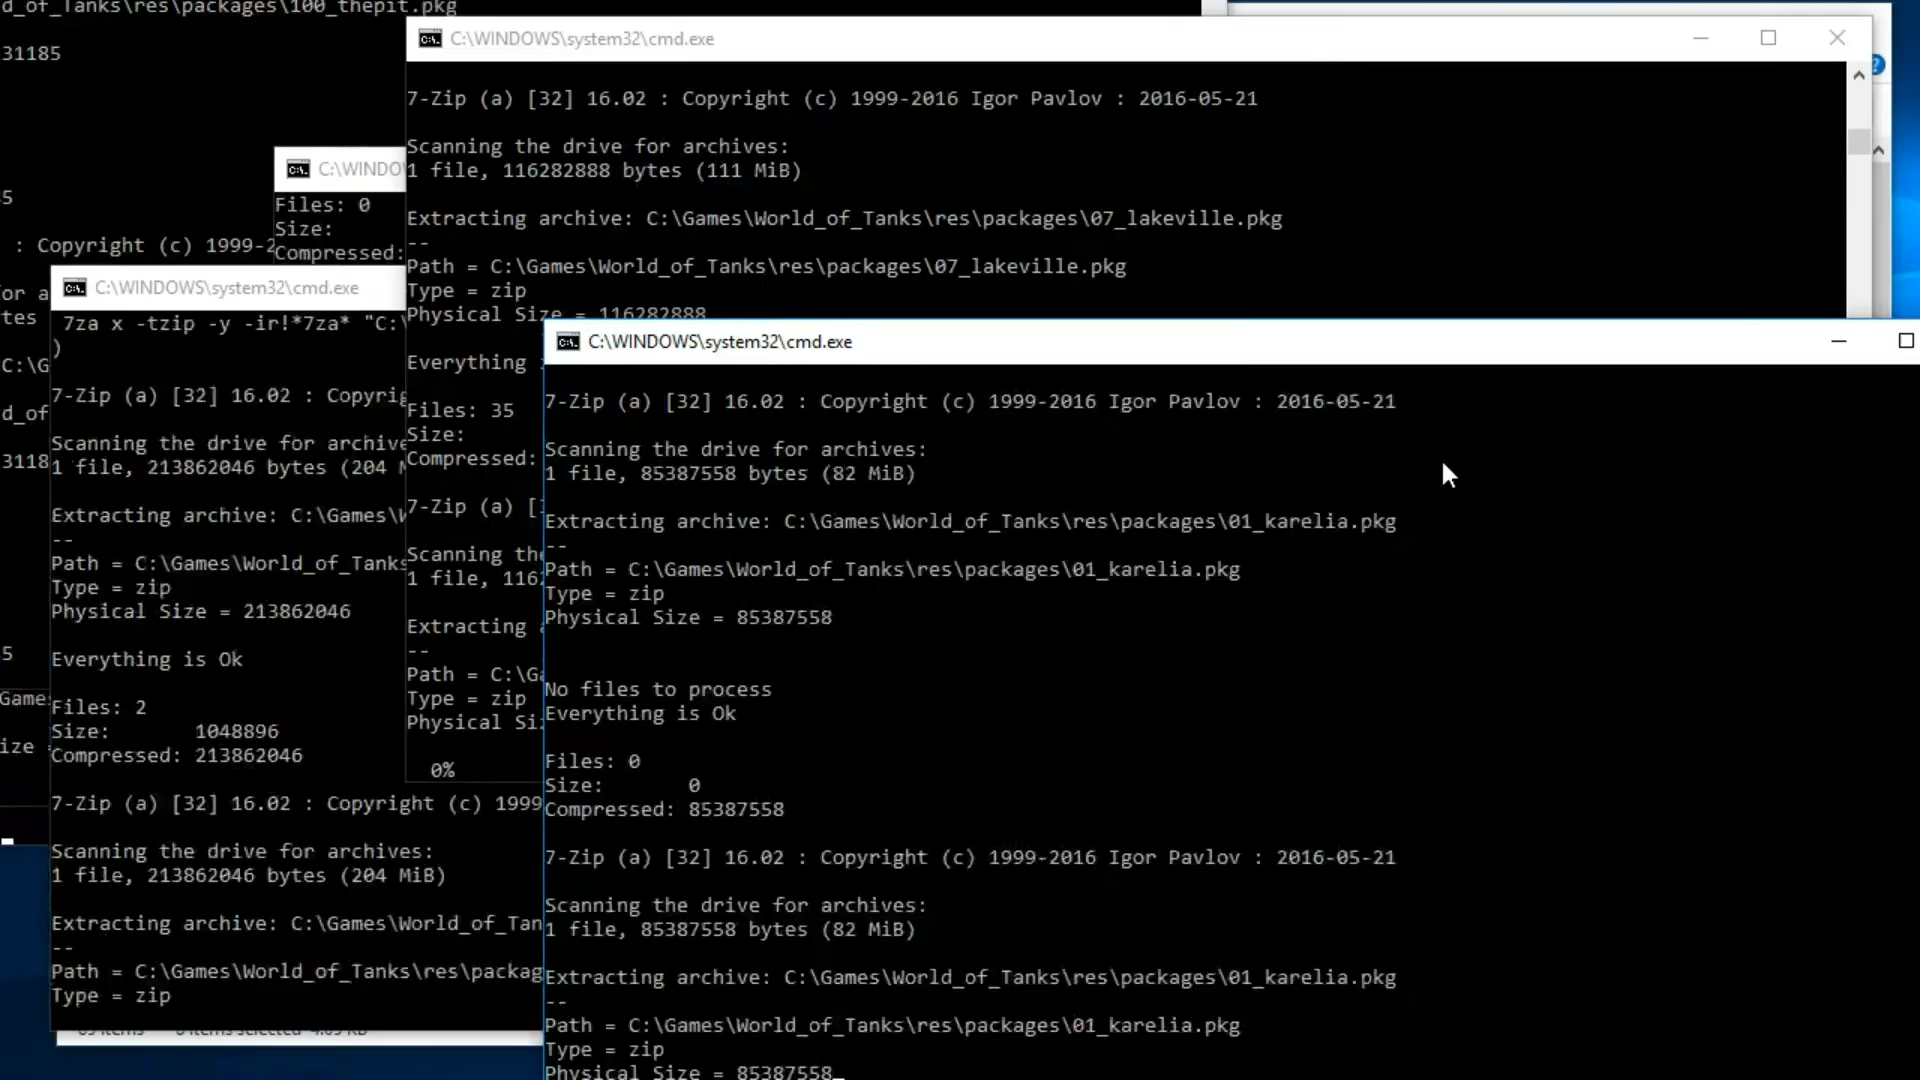 d_of_Tanks\res\packages\100_thepit.pkg
31185
5
: Copyright (c) 1999-2
or a
tes
C:\G
d_of
3118
5
Game
ize
C:\WINDO
Files: 0
Size:
Compressed:
C:\WINDOWS\system32\cmd.exe
7za x -tzip -y -ir!*7za* "C:\
)
7-Zip (a) [32] 16.02 : Copyrig
Scanning the drive for archive
1 file, 213862046 bytes (204 M
Extracting archive: C:\Games\W
--
Path = C:\Games\World_of_Tanks
Type = zip
Physical Size = 213862046
Everything is Ok
Files: 2
Size: 1048896
Compressed: 213862046
7-Zip (a) [32] 16.02 : Copyright (c) 1999
Scanning the drive for archives:
1 file, 213862046 bytes (204 MiB)
Extracting archive: C:\Games\World_of_Tan
--
Path = C:\Games\World_of_Tanks\res\packag
Type = zip
C:\WINDOWS\system32\cmd.exe
7-Zip (a) [32] 16.02 : Copyright (c) 1999-2016 Igor Pavlov : 2016-05-21
Scanning the drive for archives:
1 file, 116282888 bytes (111 MiB)
Extracting archive: C:\Games\World_of_Tanks\res\packages\07_lakeville.pkg
--
Path = C:\Games\World_of_Tanks\res\packages\07_lakeville.pkg
Type = zip
Physical Size = 116282888
Everything
Files: 35
Size:
Compressed:
7-Zip (a) [
Scanning the
1 file, 1162
Extracting a
--
Path = C:\Ga
Type = zip
Physical Siz
0%
C:\WINDOWS\system32\cmd.exe
7-Zip (a) [32] 16.02 : Copyright (c) 1999-2016 Igor Pavlov : 2016-05-21
Scanning the drive for archives:
1 file, 85387558 bytes (82 MiB)
Extracting archive: C:\Games\World_of_Tanks\res\packages\01_karelia.pkg
--
Path = C:\Games\World_of_Tanks\res\packages\01_karelia.pkg
Type = zip
Physical Size = 85387558
No files to process
Everything is Ok
Files: 0
Size: 0
Compressed: 85387558
7-Zip (a) [32] 16.02 : Copyright (c) 1999-2016 Igor Pavlov : 2016-05-21
Scanning the drive for archives:
1 file, 85387558 bytes (82 MiB)
Extracting archive: C:\Games\World_of_Tanks\res\packages\01_karelia.pkg
--
Path = C:\Games\World_of_Tanks\res\packages\01_karelia.pkg
Type = zip
Physical Size = 85387558_